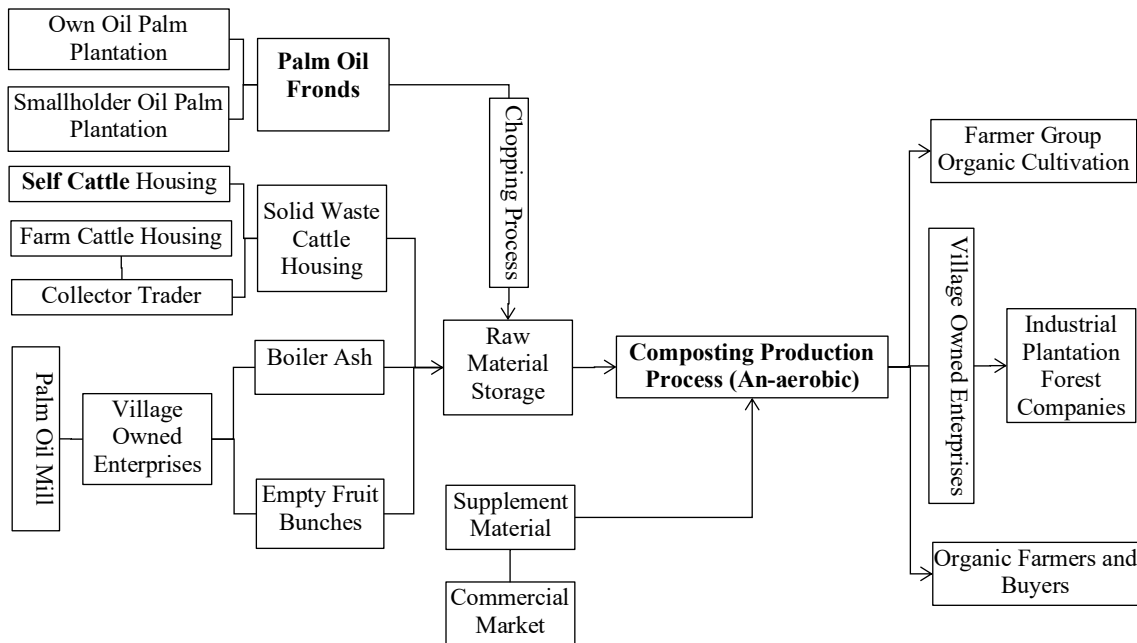 Own Oil Palm
Plantation
Smallholder Oil Palm
Plantation
Palm Oil
Fronds
Chopping Process
Self Cattle Housing
Farm Cattle Housing
Collector Trader
Solid Waste
Cattle
Housing
Palm Oil Mill
Village
Owned
Enterprises
Boiler Ash
Empty Fruit
Bunches
Raw
Material
Storage
Supplement
Material
Commercial
Market
Composting Production
Process (An-aerobic)
Farmer Group
Organic Cultivation
Village Owned Enterprises
Industrial
Plantation
Forest
Companies
Organic Farmers and
Buyers